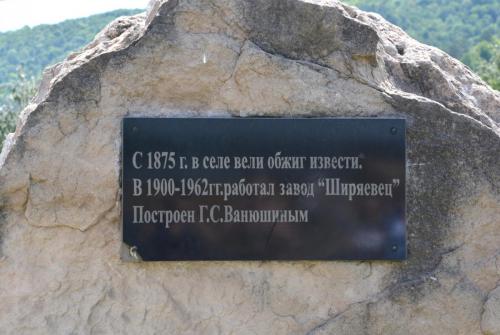 С 1875 г. в селе вели обжиг извести.
В 1900-1962гг.работал завод "Ширяевец"
Построен Г.С.Ванюшиным